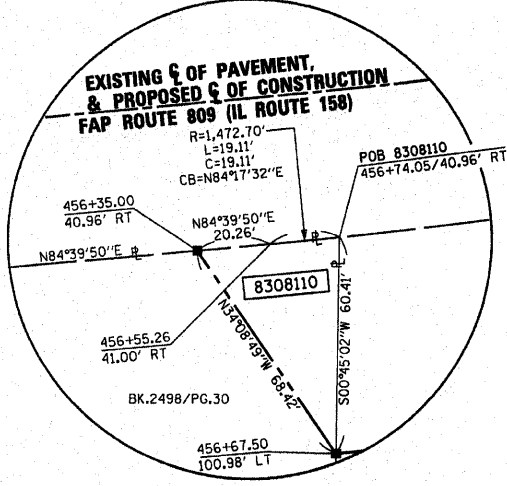 EXISTING ℄ OF PAVEMENT,
& PROPOSED ℄ OF CONSTRUCTION
FAP ROUTE 809 (IL ROUTE 158)
R=1,472.70'
L=19.11'
C=19.11'
CB=N84°17'32"E
POB 8308110
456+74.05/40.96' RT
456+35.00
40.96' RT
N84°39'50"E
20.26'
N84°39'50"E ⅊
⅊
⅊
8308110
S00°45'02"W 60.41'
N34°08'49"W 68.42'
456+55.26
41.00' RT
BK.2498/PG.30
456+67.50
100.98' LT